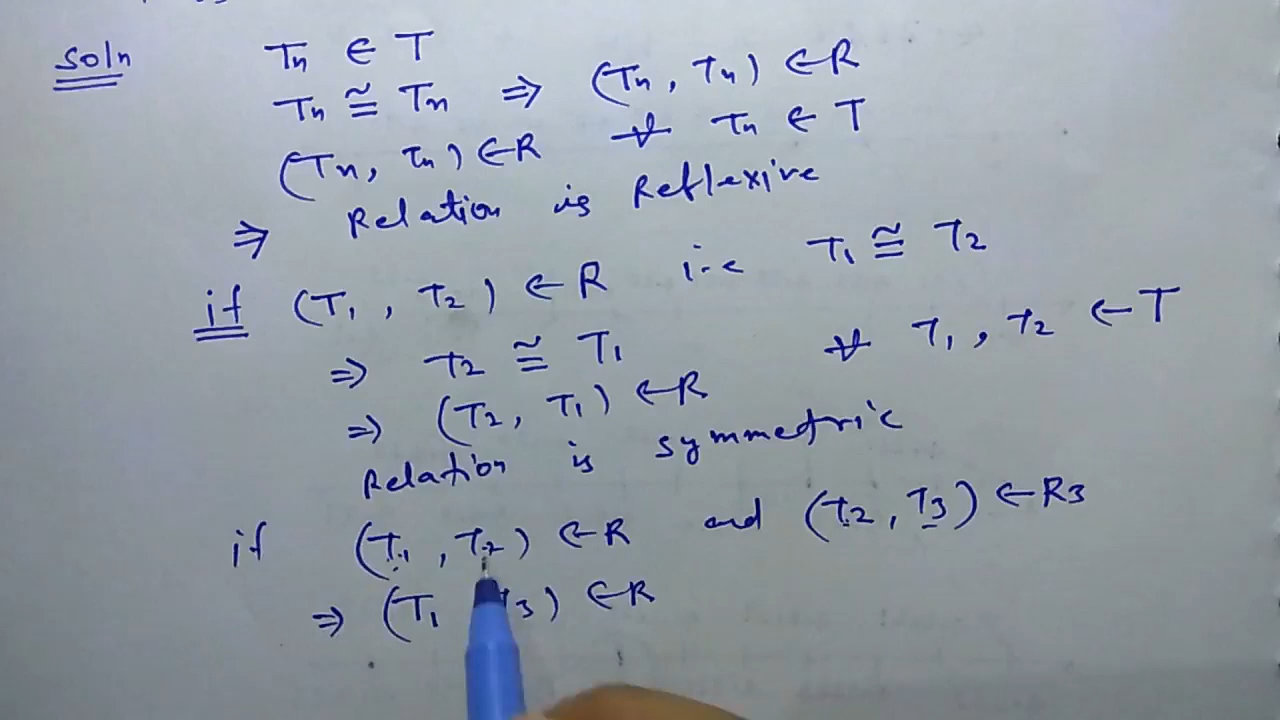 Soln Tn ∈ T
Tn ≅ Tn ⇒ (Tn, Tn) ∈ R
(Tn, Tn) ∈ R ∀ Tn ∈ T
⇒ Relation is Reflexive
if (T1, T2) ∈ R i.e T1 ≅ T2
⇒ T2 ≅ T1 ∀ T1, T2 ∈ T
⇒ (T2, T1) ∈ R
Relation is symmetric
if (T1, T2) ∈ R and (T2, T3) ∈ R3
⇒ (T1 T3) ∈ R